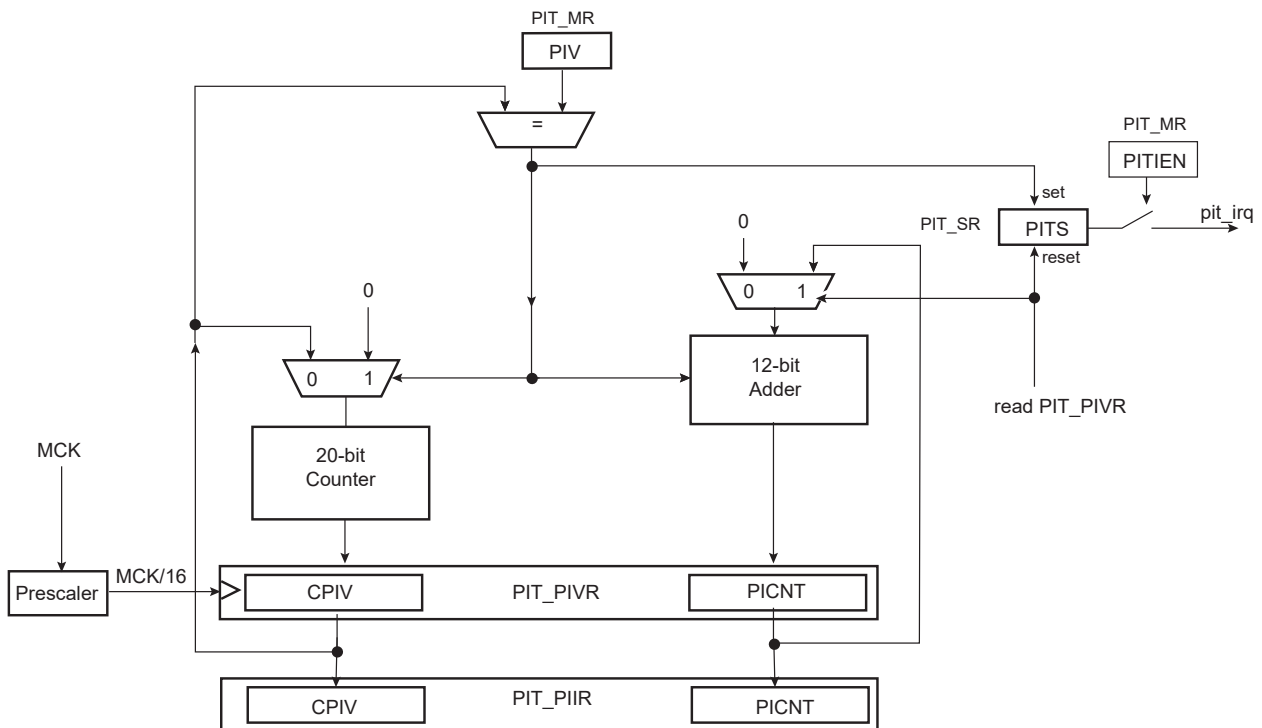 PIT_MR
PIV
=
PIT_MR
PITIEN
set
PIT_SR
PITS
pit_irq
reset
0
0 1
0
0 1
12-bit
Adder
read PIT_PIVR
MCK
20-bit
Counter
MCK/16
Prescaler
CPIV
PIT_PIVR
PICNT
CPIV
PIT_PIIR
PICNT